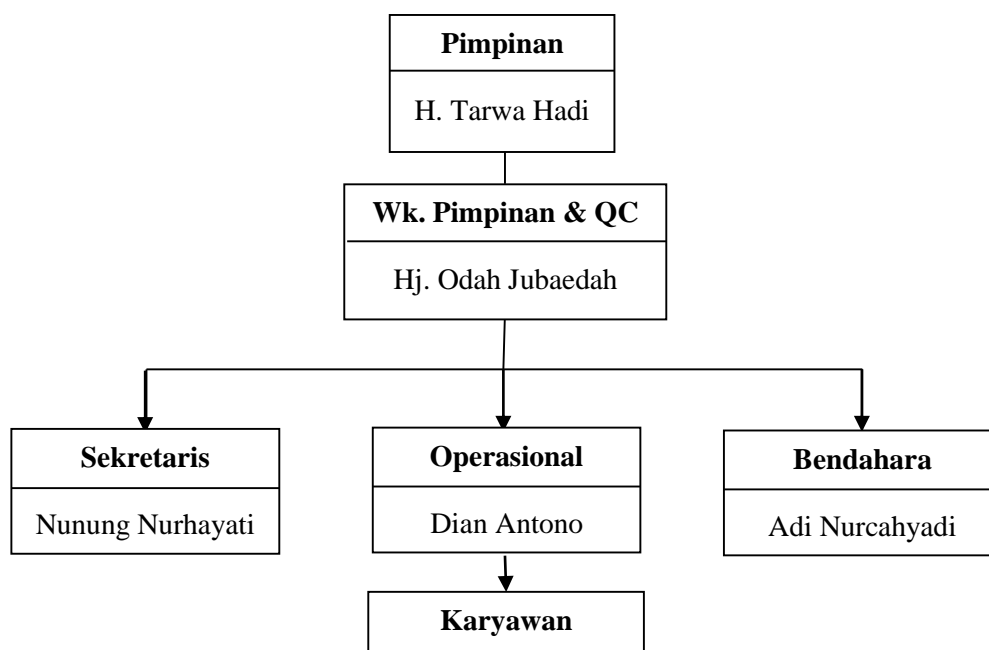 Pimpinan
H. Tarwa Hadi
Wk. Pimpinan & QC
Hj. Odah Jubaedah
Sekretaris
Nunung Nurhayati
Operasional
Dian Antono
Bendahara
Adi Nurcahyadi
Karyawan